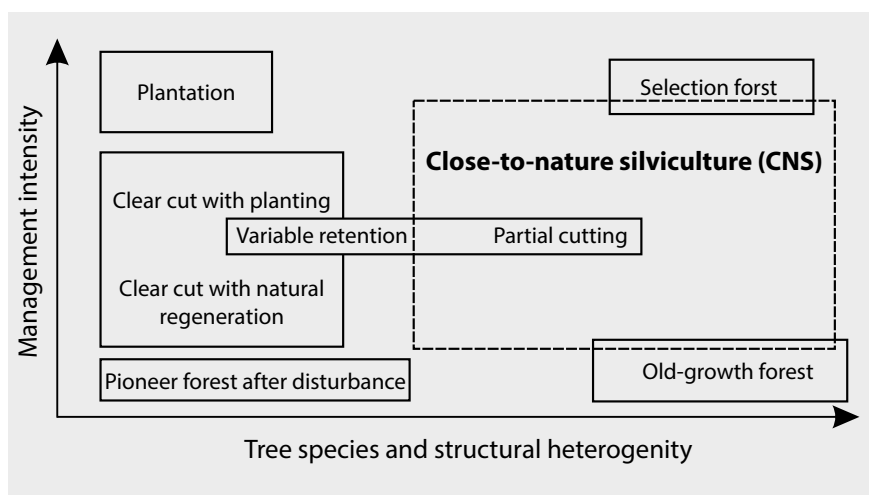 Management intensity
Plantation
Selection forst
Close-to-nature silviculture (CNS)
Clear cut with planting
Variable retention
Partial cutting
Clear cut with natural
regeneration
Pioneer forest after disturbance
Old-growth forest
Tree species and structural heterogenity